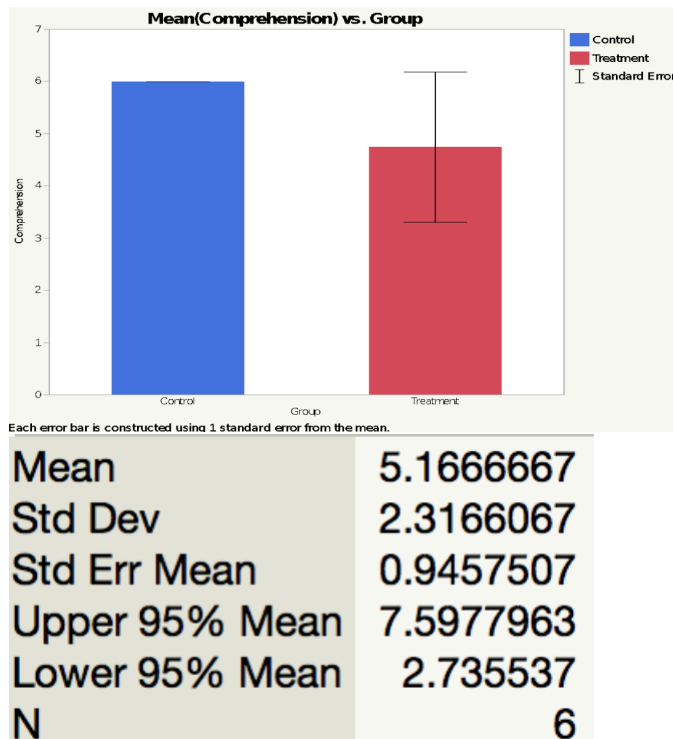 Mean(Comprehension) vs. Group
7
6
5
4
3
2
1
0
Comprehension
Control
Treatment
Group
Control
Treatment
Standard Error
Each error bar is constructed using 1 standard error from the mean.
Mean 5.1666667
Std Dev 2.3166067
Std Err Mean 0.9457507
Upper 95% Mean 7.5977963
Lower 95% Mean 2.735537
N 6